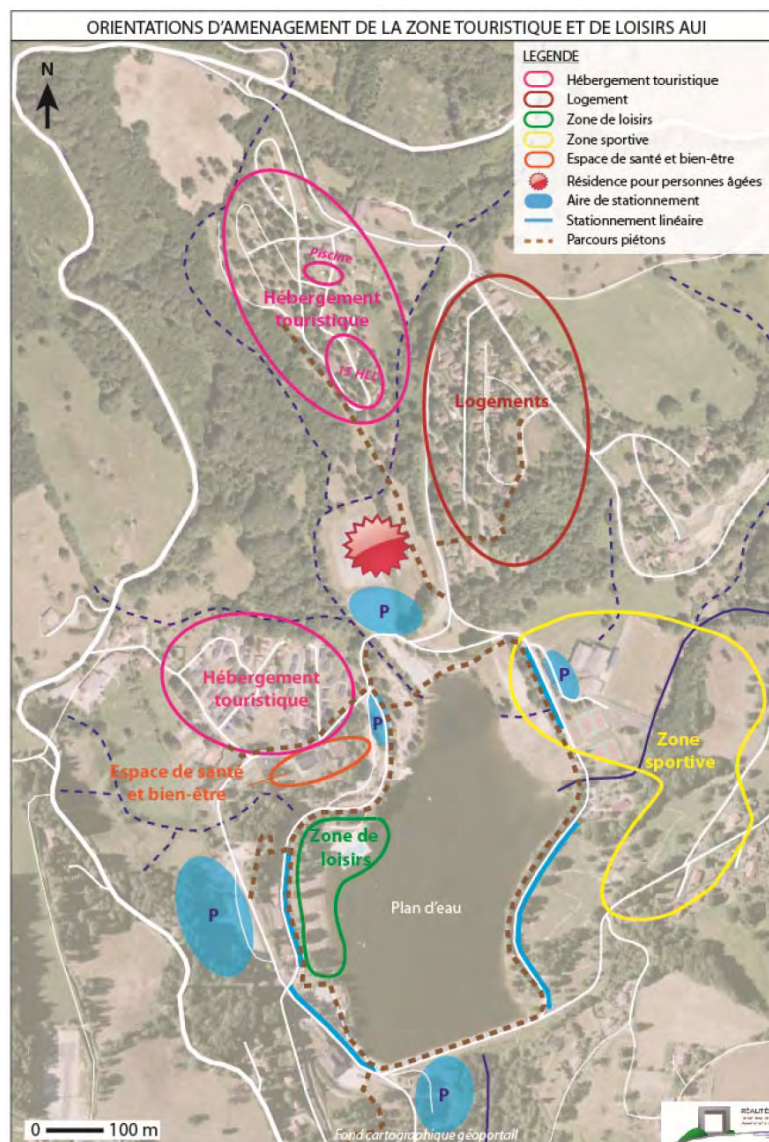 ORIENTATIONS D'AMENAGEMENT DE LA ZONE TOURISTIQUE ET DE LOISIRS AUI
N
LEGENDE
Hébergement touristique
Logement
Zone de loisirs
Zone sportive
Espace de santé et bien-être
Résidence pour personnes âgées
Aire de stationnement
Stationnement linéaire
Parcours piétons
Piscine
Hébergement
touristique
15 HLL
Logements
P
Hébergement
touristique
P
P
Zone
sportive
Espace de santé
et bien-être
Zone de
loisirs
P
Plan d'eau
P
0 100 m
Fond cartographique géoportail
RÉALITÉS